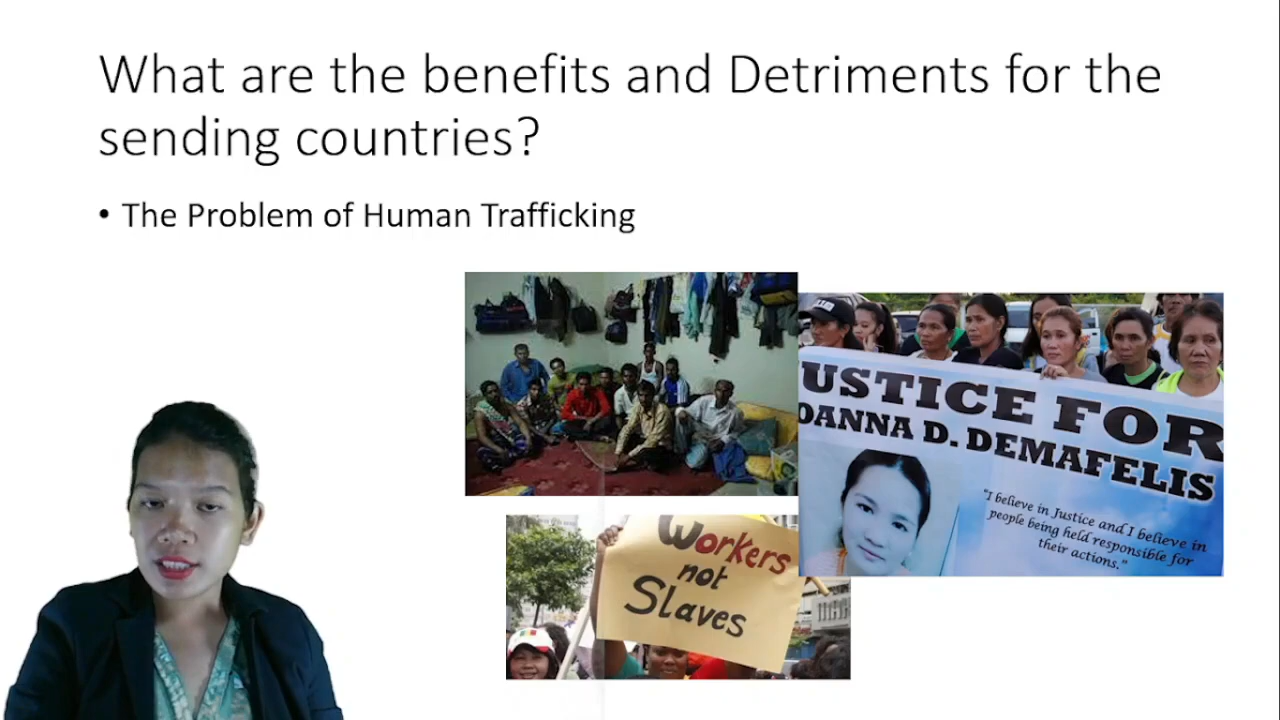 What are the benefits and Detriments for the
sending countries?
• The Problem of Human Trafficking
USTICE FOR
OANNA D. DEMAFELIS
"I believe in Justice and I believe in
people being held responsible for
their actions."
Workers
not
Slaves